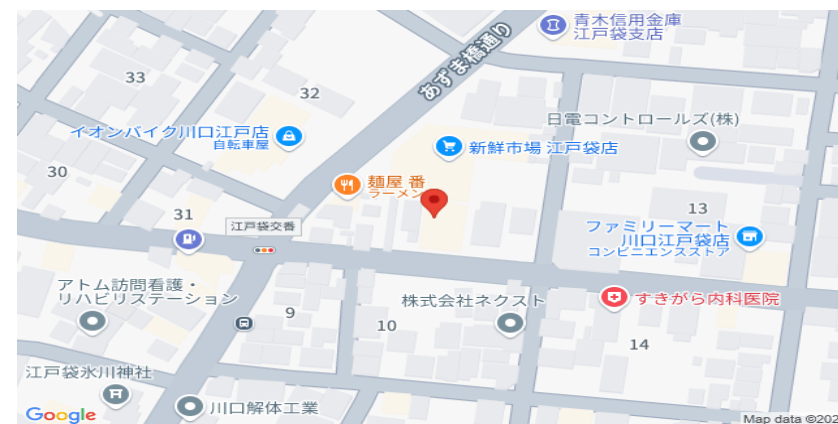 青木信用金庫
江戸袋支店
33
あずま橋通り
32
日電コントロールズ(株)
イオンバイク川口江戸店
自転車屋
新鮮市場 江戸袋店
30
麺屋 番
ラーメン
31
江戸袋交番
13
ファミリーマート
川口江戸袋店
コンビニエンスストア
アトム訪問看護・
リハビリステーション
9
10
株式会社ネクスト
すきがら内科医院
14
江戸袋氷川神社
川口解体工業
Google
Map data ©202